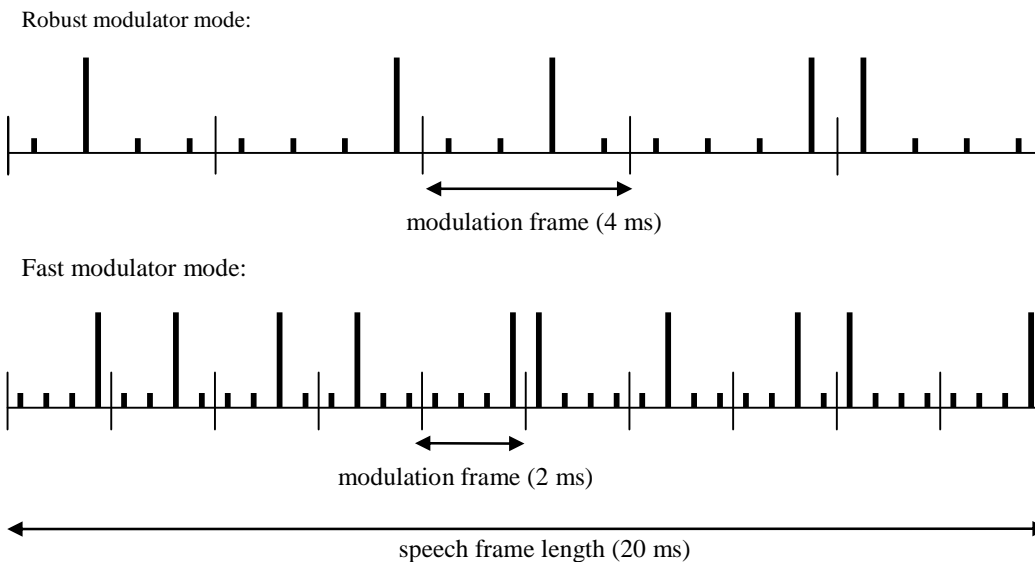 Robust modulator mode:
modulation frame (4 ms)
Fast modulator mode:
modulation frame (2 ms)
speech frame length (20 ms)